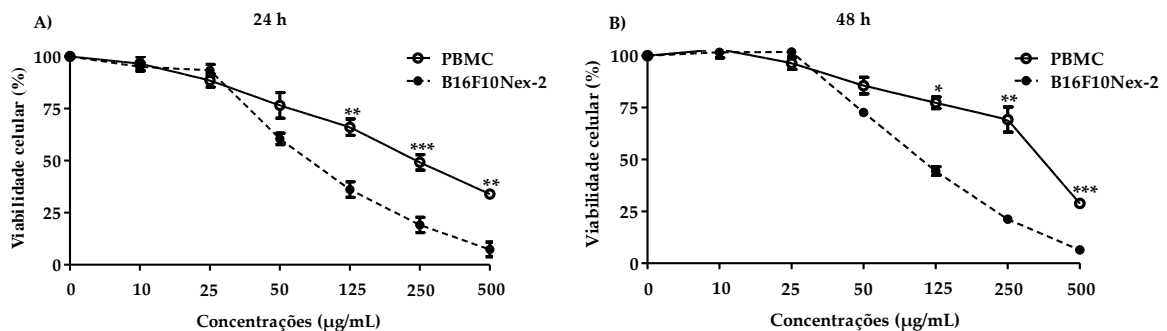 A)
24 h
PBMC
B16F10Nex-2
Viabilidade celular (%)
100
75
50
25
0
**
***
**
0 10 25 50 125 250 500
Concentrações (µg/mL)
B)
48 h
PBMC
B16F10Nex-2
Viabilidade celular (%)
100
75
50
25
0
*
**
***
0 10 25 50 125 250 500
Concentrações (µg/mL)